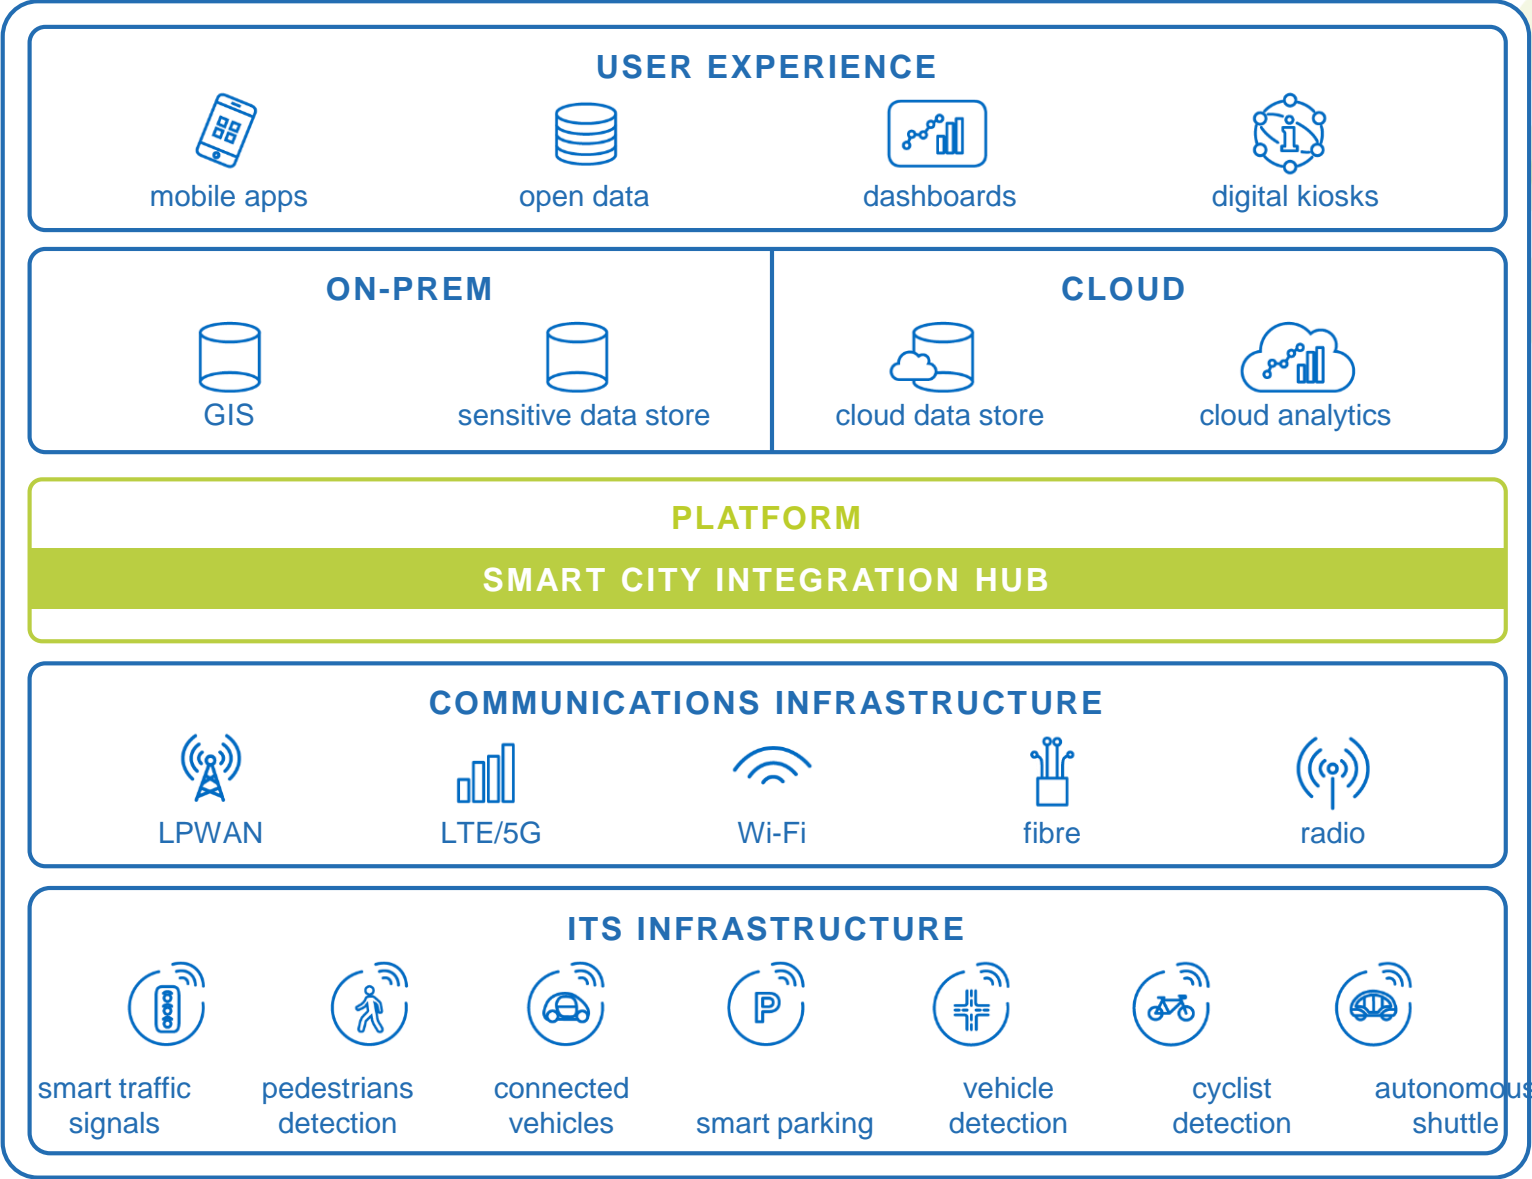 USER EXPERIENCE
mobile apps
open data
dashboards
digital kiosks
ON-PREM
CLOUD
GIS
sensitive data store
cloud data store
cloud analytics
PLATFORM
SMART CITY INTEGRATION HUB
COMMUNICATIONS INFRASTRUCTURE
LPWAN
LTE/5G
Wi-Fi
fibre
radio
ITS INFRASTRUCTURE
P
smart traffic
signals
pedestrians
detection
connected
vehicles
smart parking
vehicle
detection
cyclist
detection
autonomous
shuttle